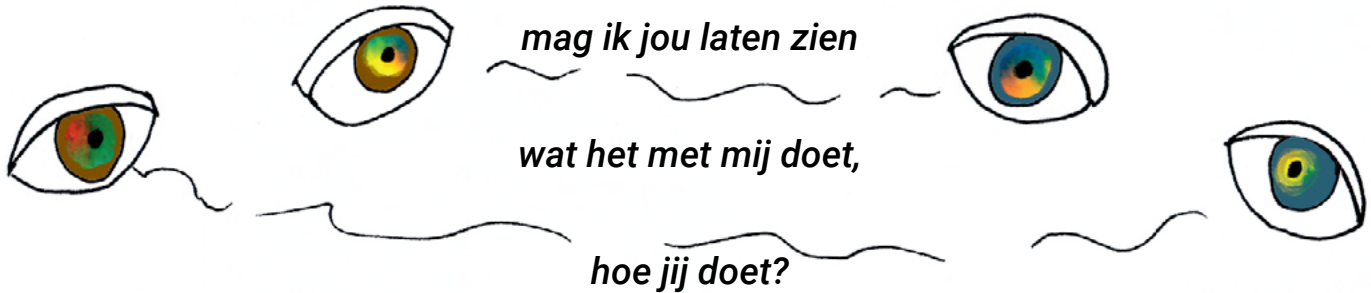 mag ik jou laten zien
wat het met mij doet,
hoe jij doet?